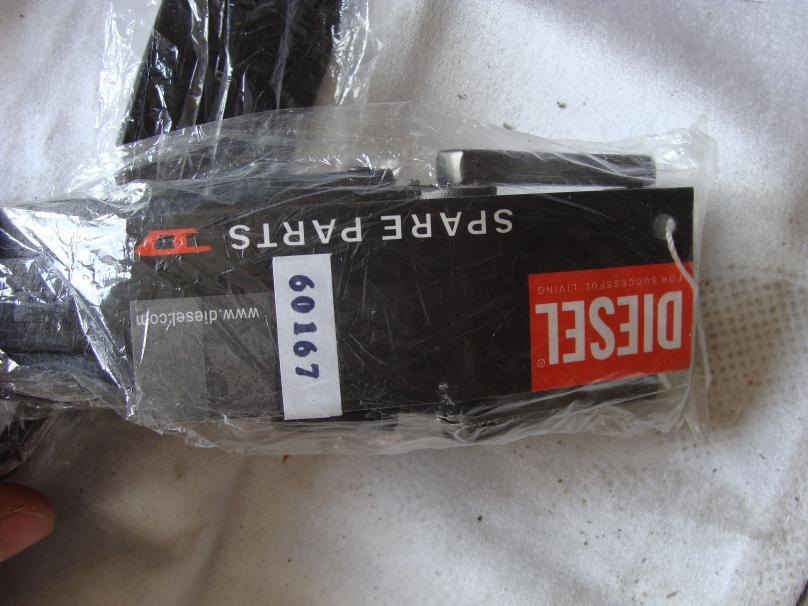 DIESEL®
FOR SUCCESSFUL LIVING
SPARE PARTS
60167
www.diesel.com